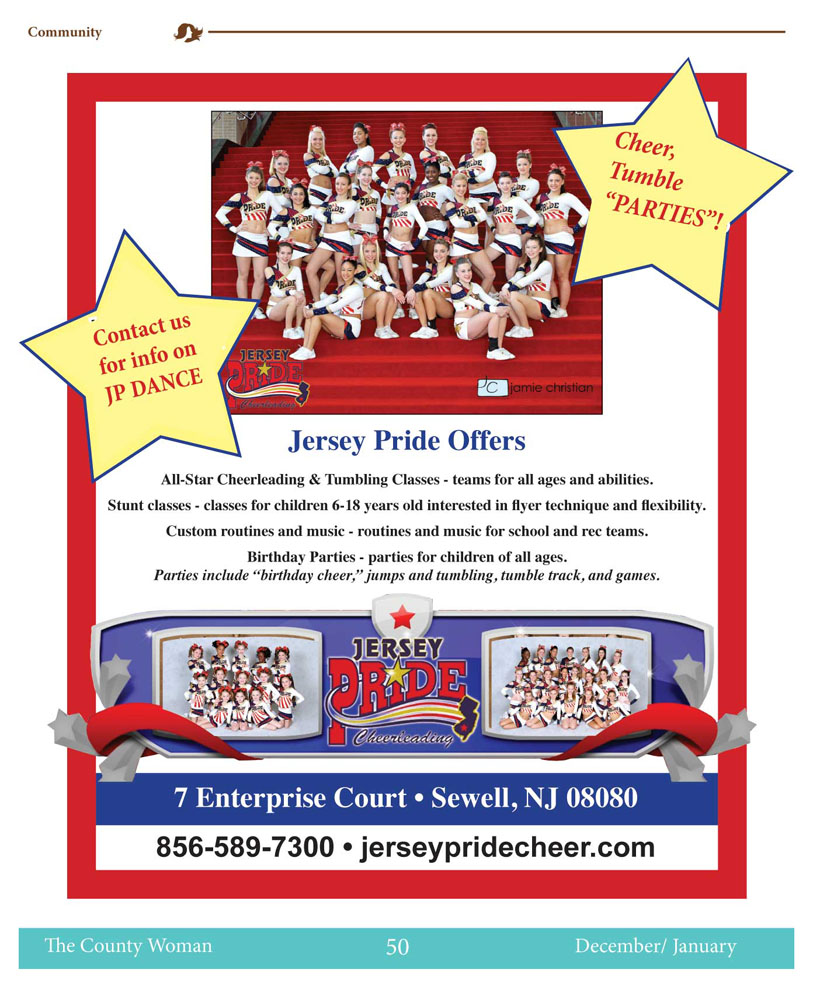 Community
Cheer,
Tumble
“PARTIES”!
Contact us
for info on
JP DANCE
JERSEY
PRIDE
Cheerleading
JC jamie christian
Jersey Pride Offers
All-Star Cheerleading & Tumbling Classes - teams for all ages and abilities.
Stunt classes - classes for children 6-18 years old interested in flyer technique and flexibility.
Custom routines and music - routines and music for school and rec teams.
Birthday Parties - parties for children of all ages.
Parties include “birthday cheer,” jumps and tumbling, tumble track, and games.
JERSEY
PRIDE
Cheerleading
7 Enterprise Court • Sewell, NJ 08080
856-589-7300 • jerseypridecheer.com
The County Woman 50 December/ January